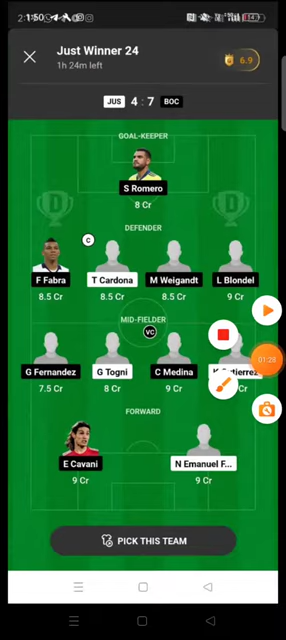 2:1:50
Just Winner 24
1h 24m left
6.9
JUS 4 : 7 BOC
GOAL-KEEPER
S Romero
8 Cr
DEFENDER
C
F Fabra T Cardona M Weigandt L Blondel
8.5 Cr 8.5 Cr 8.5 Cr 9 Cr
MID-FIELDER
VC
G Fernandez G Togni C Medina
7.5 Cr 8 Cr 9 Cr
01:28
FORWARD
E Cavani N Emanuel F...
9 Cr 9 Cr
PICK THIS TEAM